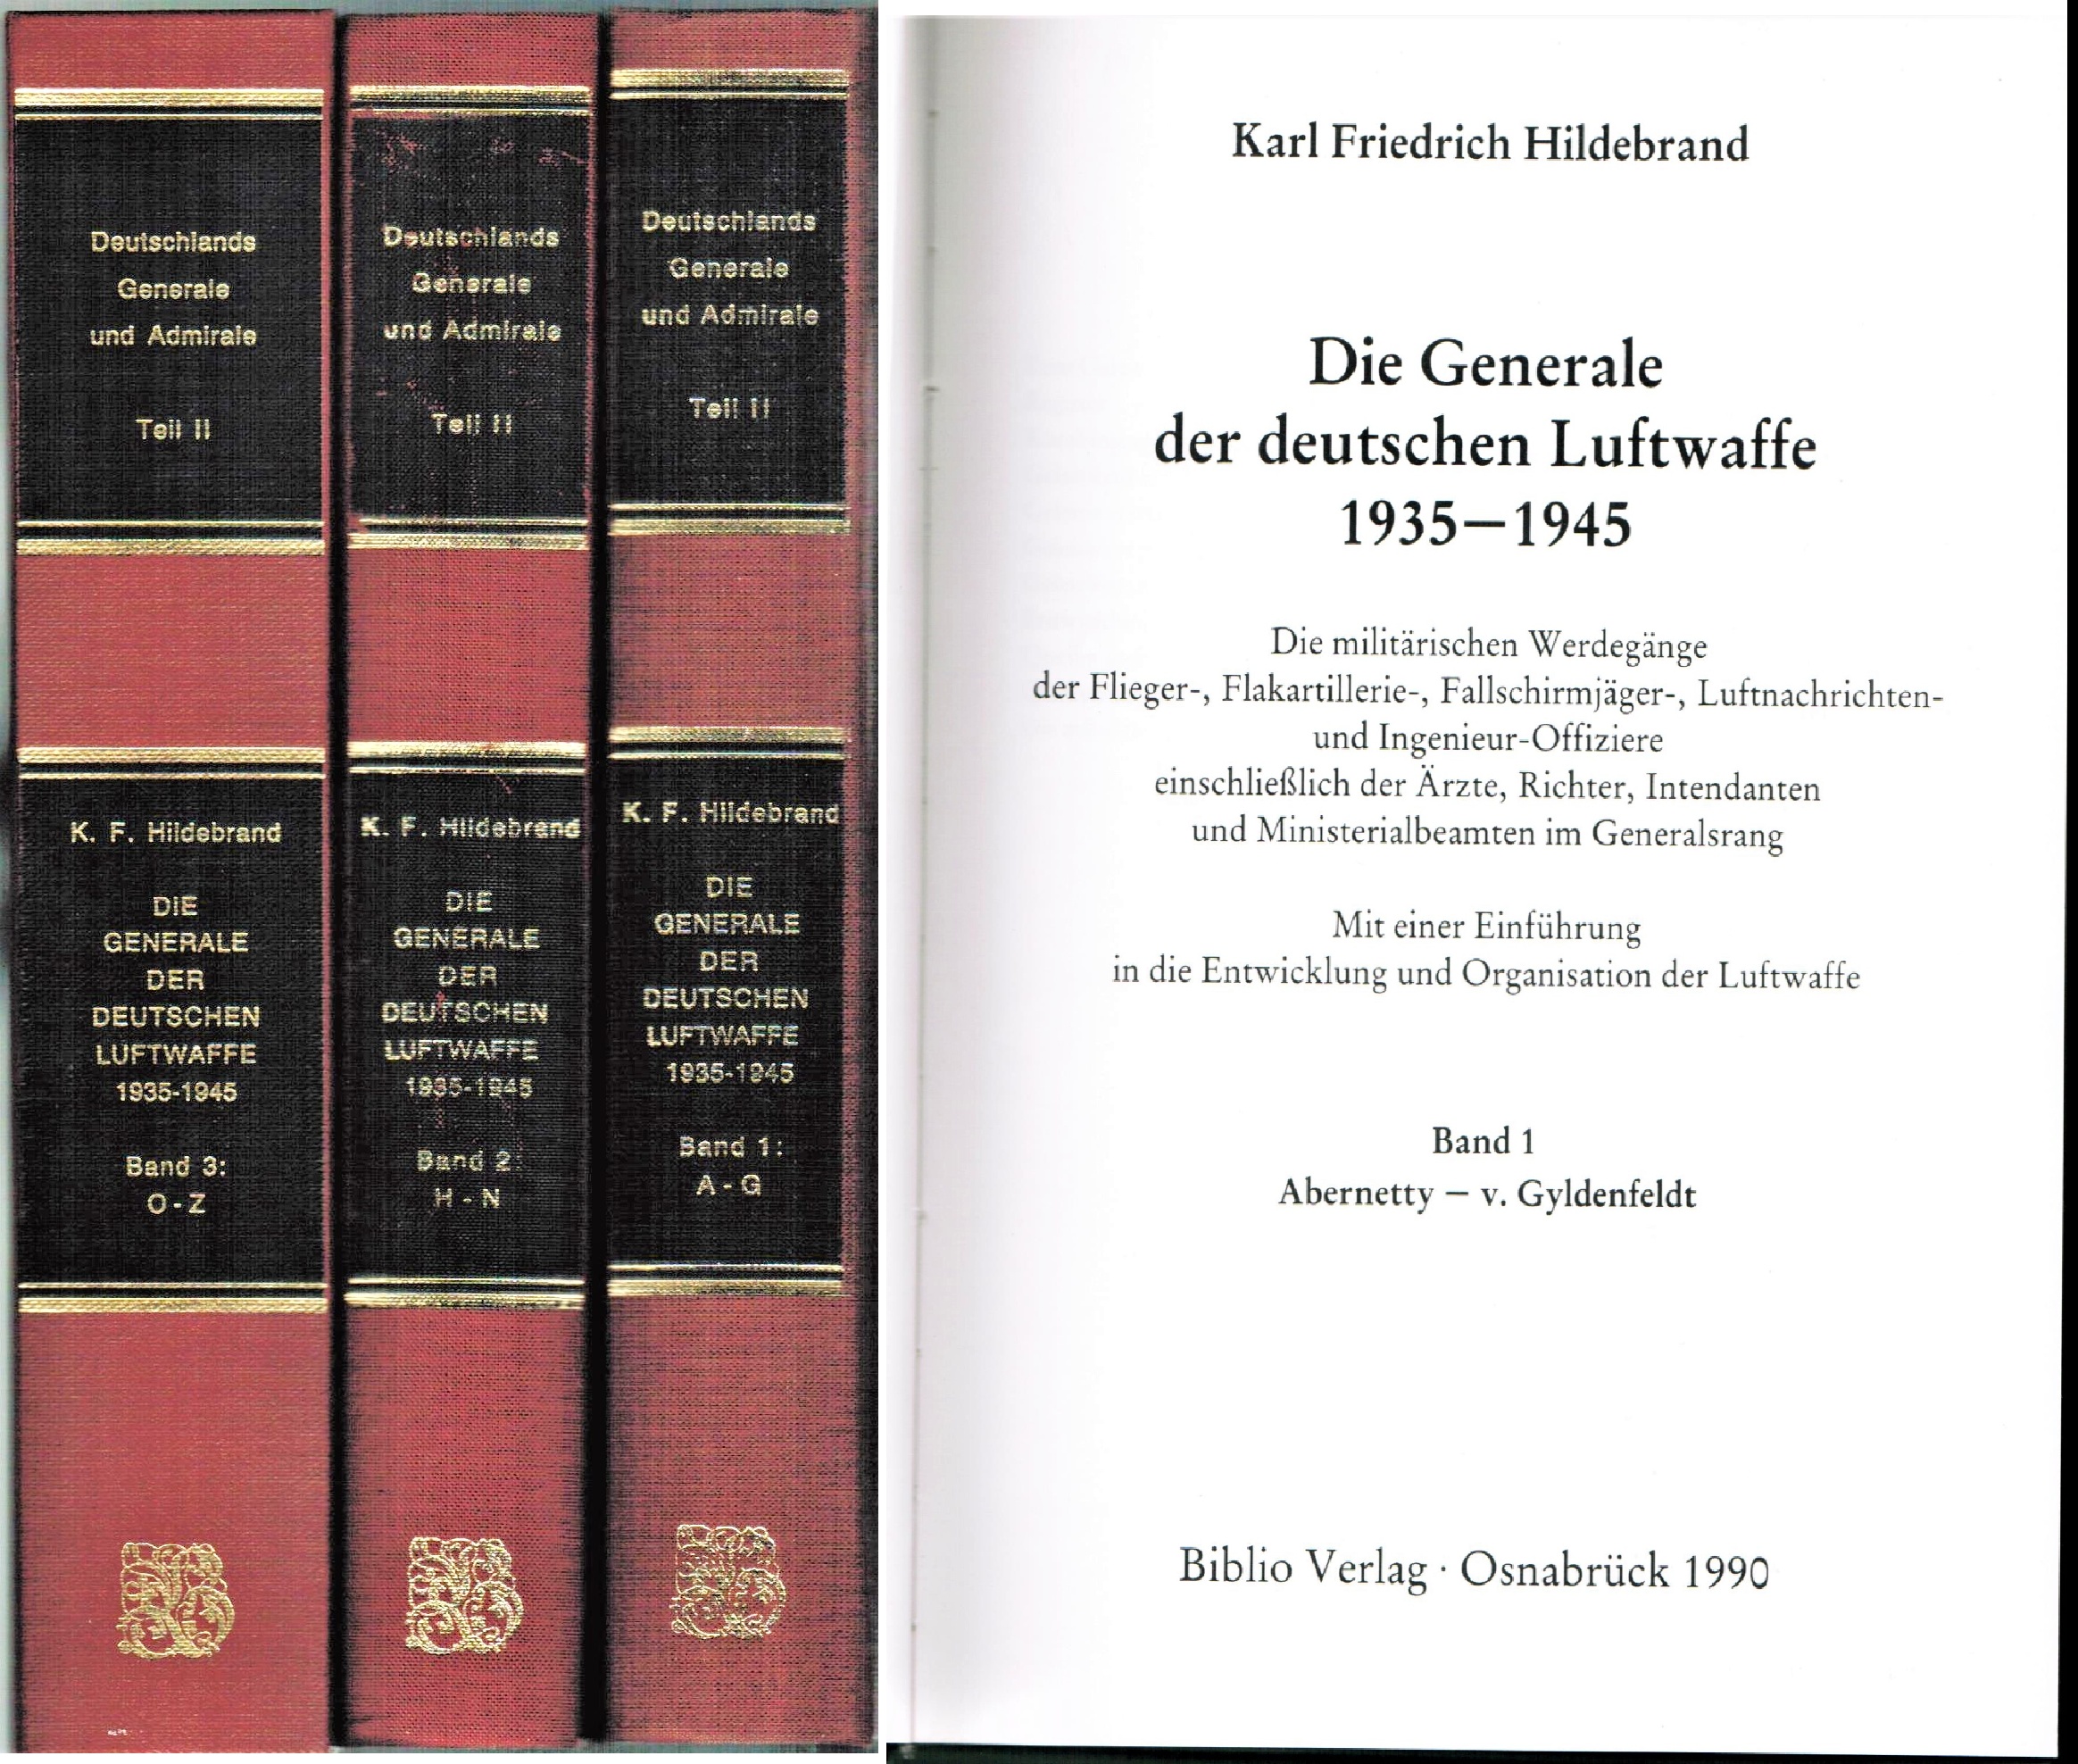 Deutschlands
Generale
und Admirale
Teil II
K. F. Hildebrand
DIE
GENERALE
DER
DEUTSCHEN
LUFTWAFFE
1935-1945
Band 3:
O - Z
Deutschlands
Generale
und Admirale
Teil II
K. F. Hildebrand
DIE
GENERALE
DER
DEUTSCHEN
LUFTWAFFE
1935-1945
Band 2:
H - N
Deutschlands
Generale
und Admirale
Teil II
K. F. Hildebrand
DIE
GENERALE
DER
DEUTSCHEN
LUFTWAFFE
1935-1945
Band 1:
A - G
Karl Friedrich Hildebrand
Die Generale
der deutschen Luftwaffe
1935—1945
Die militärischen Werdegänge
der Flieger-, Flakartillerie-, Fallschirmjäger-, Luftnachrichten-
und Ingenieur-Offiziere
einschließlich der Ärzte, Richter, Intendanten
und Ministerialbeamten im Generalsrang
Mit einer Einführung
in die Entwicklung und Organisation der Luftwaffe
Band 1
Abernetty — v. Gyldenfeldt
Biblio Verlag · Osnabrück 1990